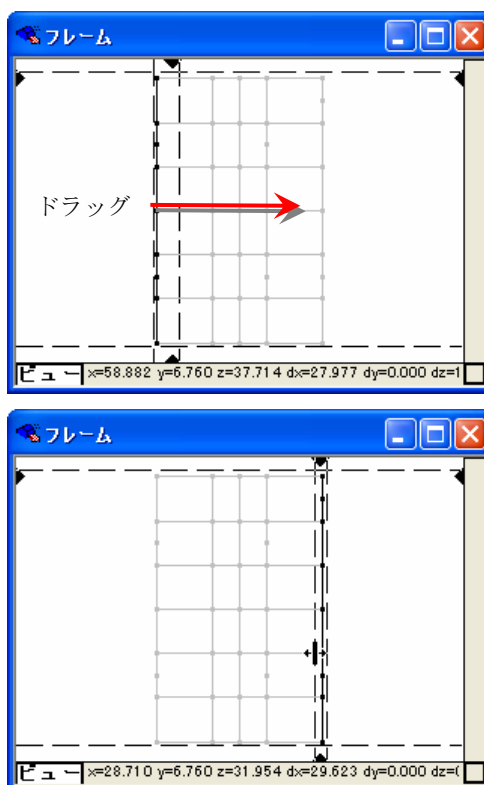 フレーム
ドラッグ
ビュー x=58.882 y=6.760 z=37.714 dx=27.977 dy=0.000 dz=1
フレーム
ビュー x=28.710 y=6.760 z=31.954 dx=29.623 dy=0.000 dz=(